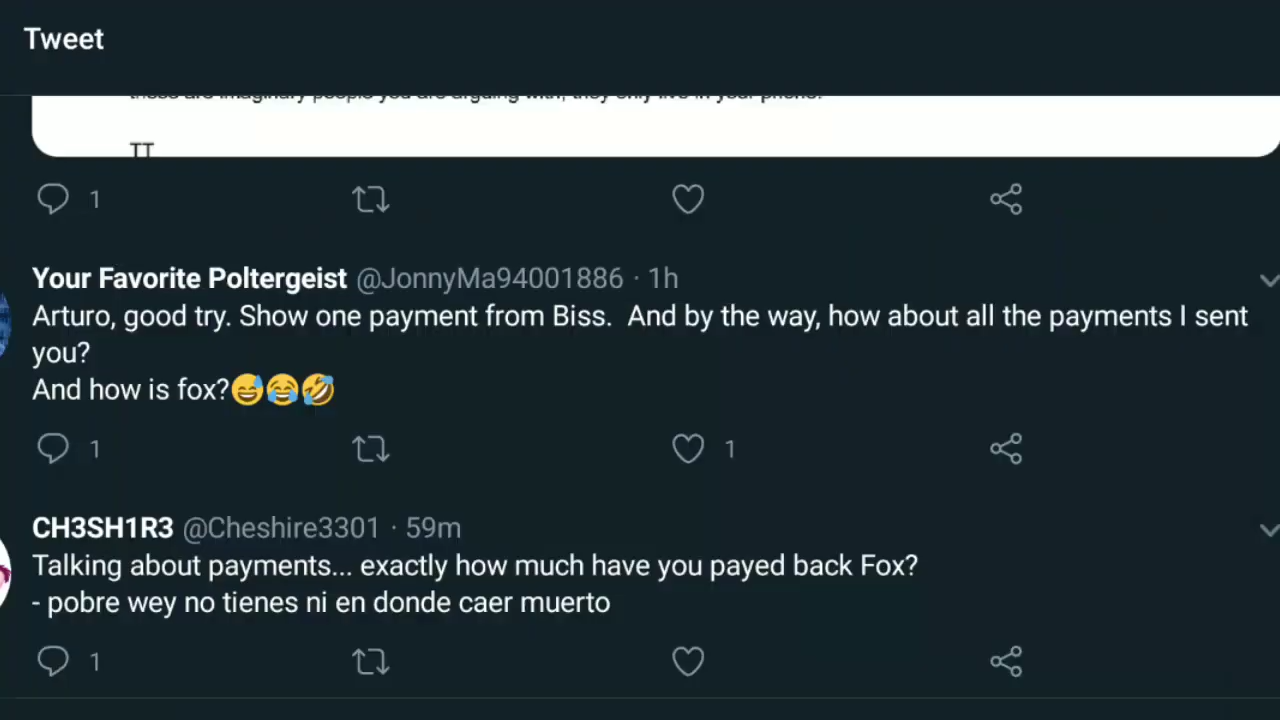 Tweet
these are imaginary people you are arguing with, they only live in your phone.
TT
1
Your Favorite Poltergeist @JonnyMa94001886 · 1h
Arturo, good try. Show one payment from Biss.  And by the way, how about all the payments I sent
you?
And how is fox?😅😂🤣
1
1
CH3SH1R3 @Cheshire3301 · 59m
Talking about payments... exactly how much have you payed back Fox?
- pobre wey no tienes ni en donde caer muerto
1